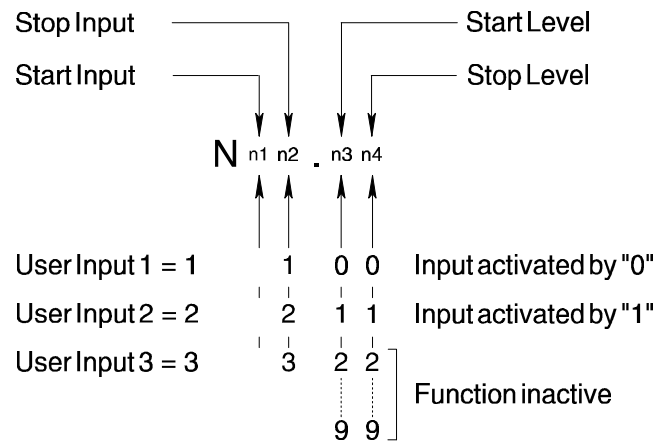 Stop Input Start Level
Start Input Stop Level
N n1 n2 . n3 n4
User Input 1 = 1 1 0 0 Input activated by "0"
User Input 2 = 2 2 1 1 Input activated by "1"
User Input 3 = 3 3 2 2
Function inactive
9 9